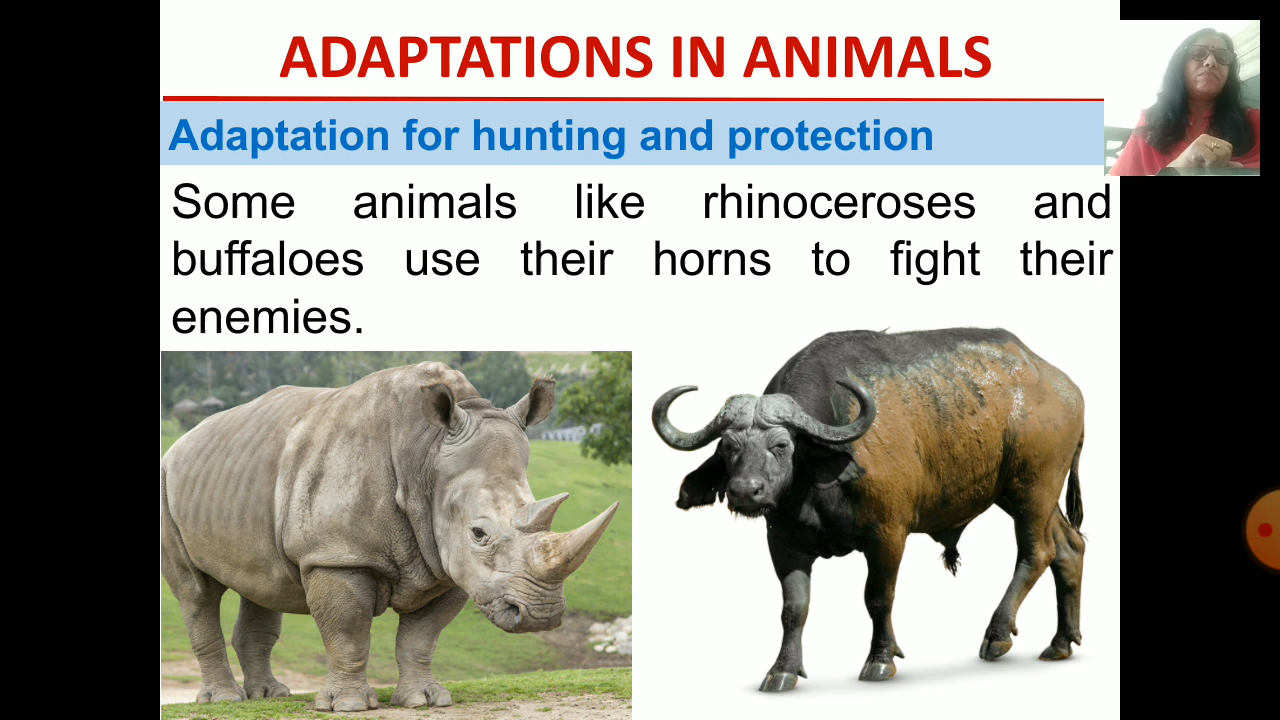 ADAPTATIONS IN ANIMALS
Adaptation for hunting and protection
Some animals like rhinoceroses and
buffaloes use their horns to fight their
enemies.